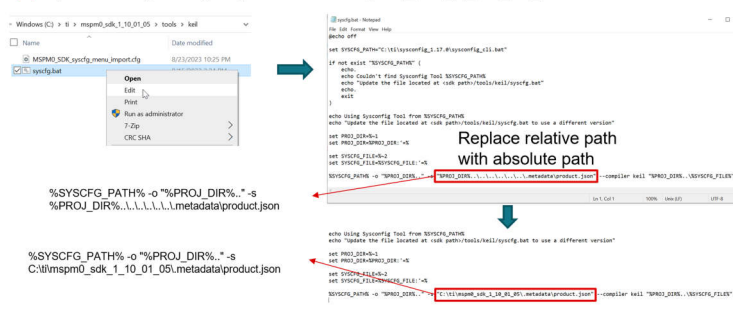 Windows (C:) > ti > mspm0_sdk_1_10_01_05 > tools > keil
Name Date modified
MSPM0_SDK_syscfg_menu_import.cfg 8/23/2023 10:25 PM
syscfg.bat
Open
Edit
Print
Run as administrator
7-Zip
CRC SHA
%SYSCFG_PATH% -o "%PROJ_DIR%.." -s
%PROJ_DIR%..\..\..\..\..\..\.metadata\product.json
%SYSCFG_PATH% -o "%PROJ_DIR%.." -s
C:\ti\mspm0_sdk_1_10_01_05\.metadata\product.json
syscfg.bat - Notepad
File Edit Format View Help
@echo off
set SYSCFG_PATH="C:\ti\sysconfig_1.17.0\sysconfig_cli.bat"
if not exist "%SYSCFG_PATH%" (
echo.
echo Couldn't find Sysconfig Tool %SYSCFG_PATH%
echo "Update the file located at <sdk path>/tools/keil/syscfg.bat"
echo.
exit
)
echo Using Sysconfig Tool from %SYSCFG_PATH%
echo "Update the file located at <sdk path>/tools/keil/syscfg.bat to use a different version"
set PROJ_DIR=%~1
set PROJ_DIR=%PROJ_DIR:'=%
set SYSCFG_FILE=%~2
set SYSCFG_FILE=%SYSCFG_FILE:'=%
Replace relative path
with absolute path
%SYSCFG_PATH% -o "%PROJ_DIR%.." -s "%PROJ_DIR%..\..\..\..\..\..\.metadata\product.json" --compiler keil "%PROJ_DIR%..\%SYSCFG_FILE%"
Ln 1, Col 1 100% Unix (LF) UTF-8
echo Using Sysconfig Tool from %SYSCFG_PATH%
echo "Update the file located at <sdk path>/tools/keil/syscfg.bat to use a different version"
set PROJ_DIR=%~1
set PROJ_DIR=%PROJ_DIR:'=%
set SYSCFG_FILE=%~2
set SYSCFG_FILE=%SYSCFG_FILE:'=%
%SYSCFG_PATH% -o "%PROJ_DIR%.." -s "C:\ti\mspm0_sdk_1_10_01_05\.metadata\product.json" --compiler keil "%PROJ_DIR%..\%SYSCFG_FILE%"